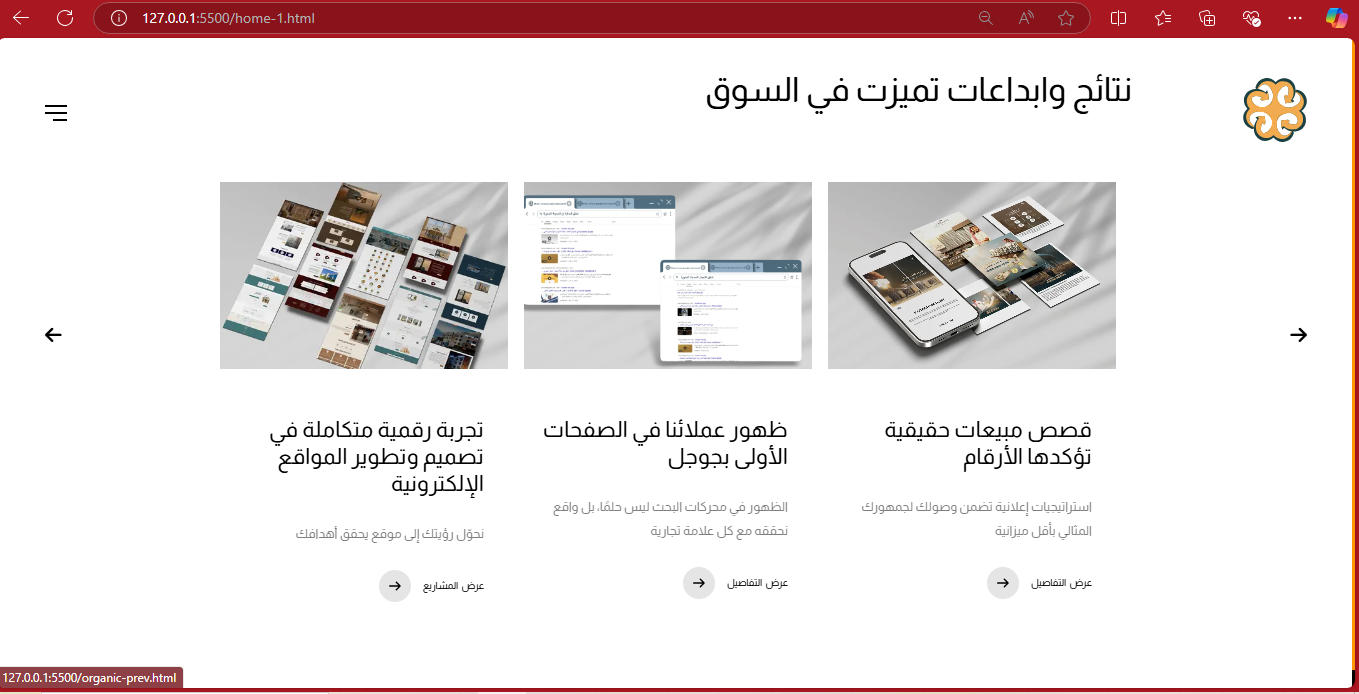 127.0.0.1:5500/home-1.html
نتائج وابداعات تميزت في السوق
قصص مبيعات حقيقية
تؤكدها الأرقام
استراتيجيات إعلانية تضمن وصولك لجمهورك
المثالي بأقل ميزانية
عرض التفاصيل
ظهور عملائنا في الصفحات
الأولى بجوجل
الظهور في محركات البحث ليس حلمًا، بل واقع
نحققه مع كل علامة تجارية
عرض التفاصيل
تجربة رقمية متكاملة في
تصميم وتطوير المواقع
الإلكترونية
نحوّل رؤيتك إلى موقع يحقق أهدافك
عرض المشاريع
127.0.0.1:5500/organic-prev.html